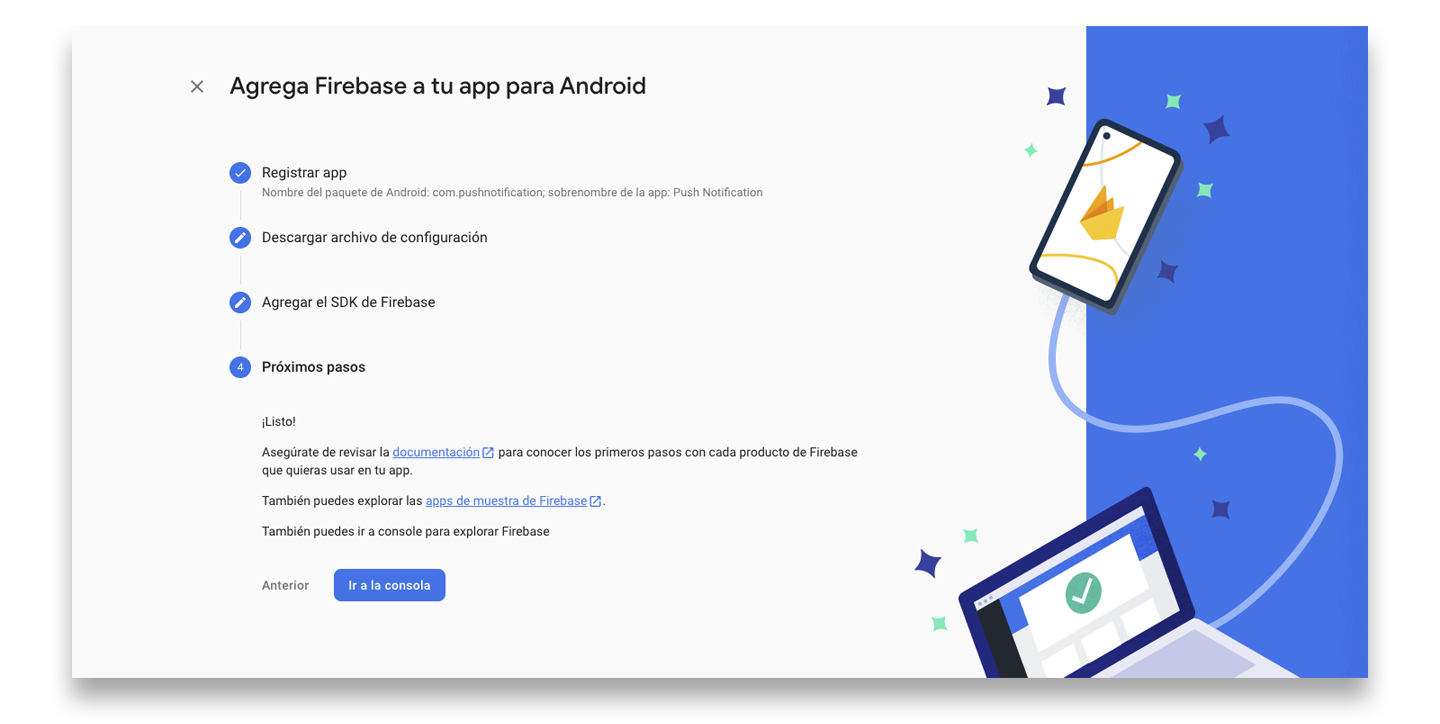 Agrega Firebase a tu app para Android
Registrar app
Nombre del paquete de Android: com.pushnotification; sobrenombre de la app: Push Notification
Descargar archivo de configuración
Agregar el SDK de Firebase
4 Próximos pasos
¡Listo!
Asegúrate de revisar la documentación para conocer los primeros pasos con cada producto de Firebase
que quieras usar en tu app.
También puedes explorar las apps de muestra de Firebase.
También puedes ir a console para explorar Firebase
Anterior Ir a la consola